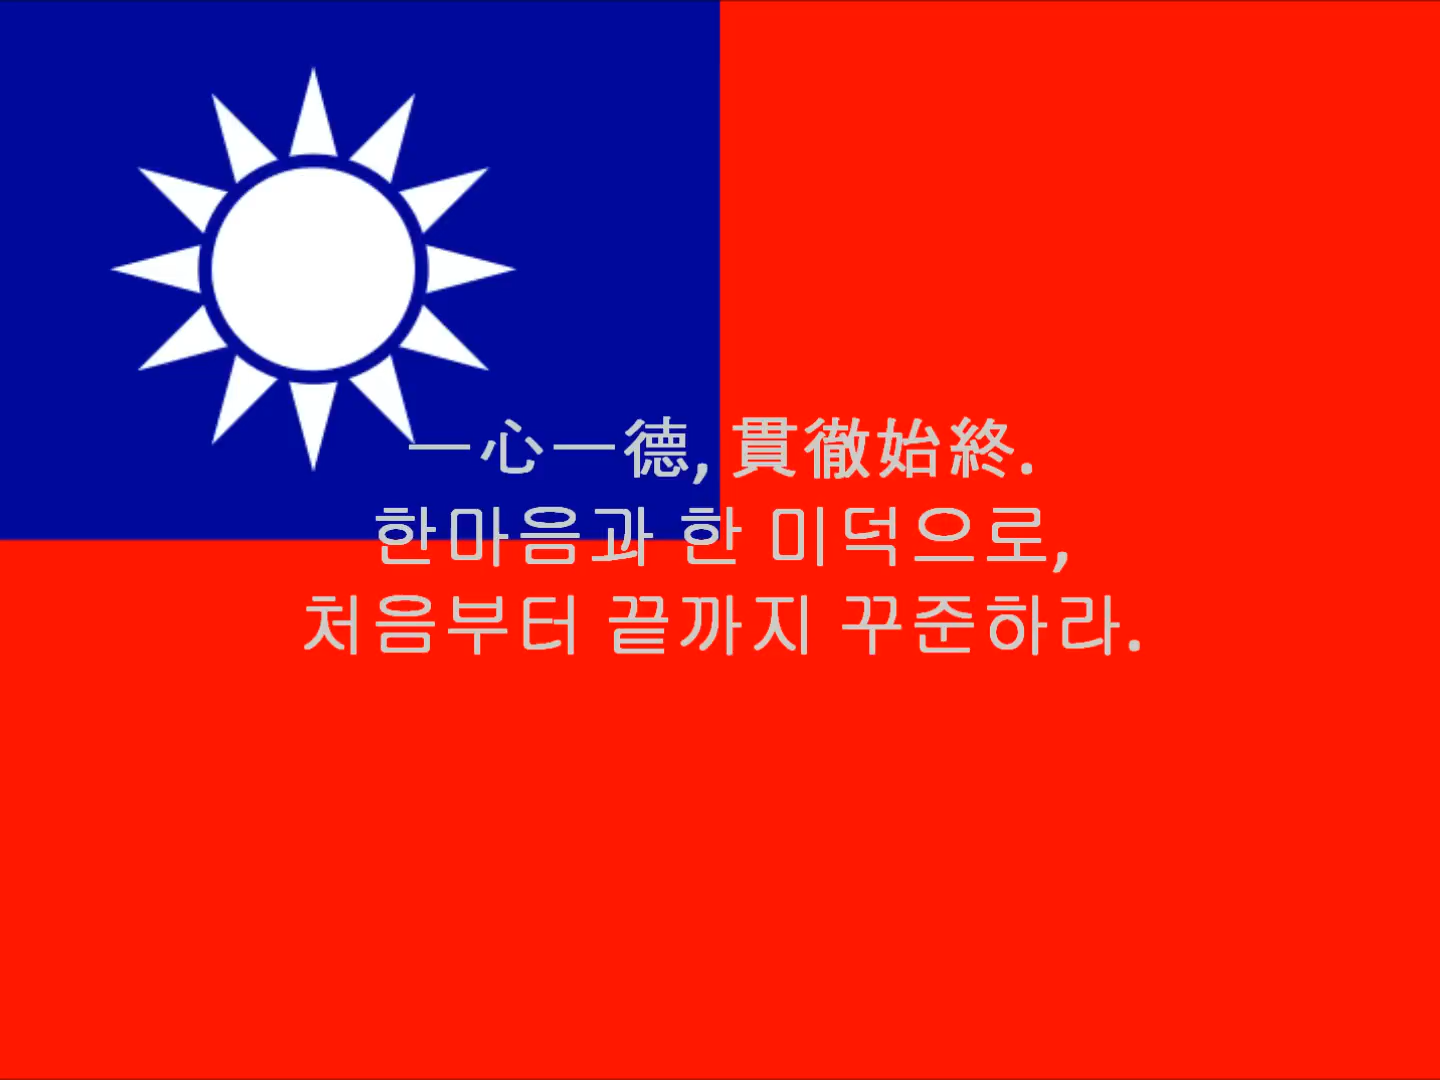 一心一德, 貫徹始終.
한마음과 한 미덕으로,
처음부터 끝까지 꾸준하라.